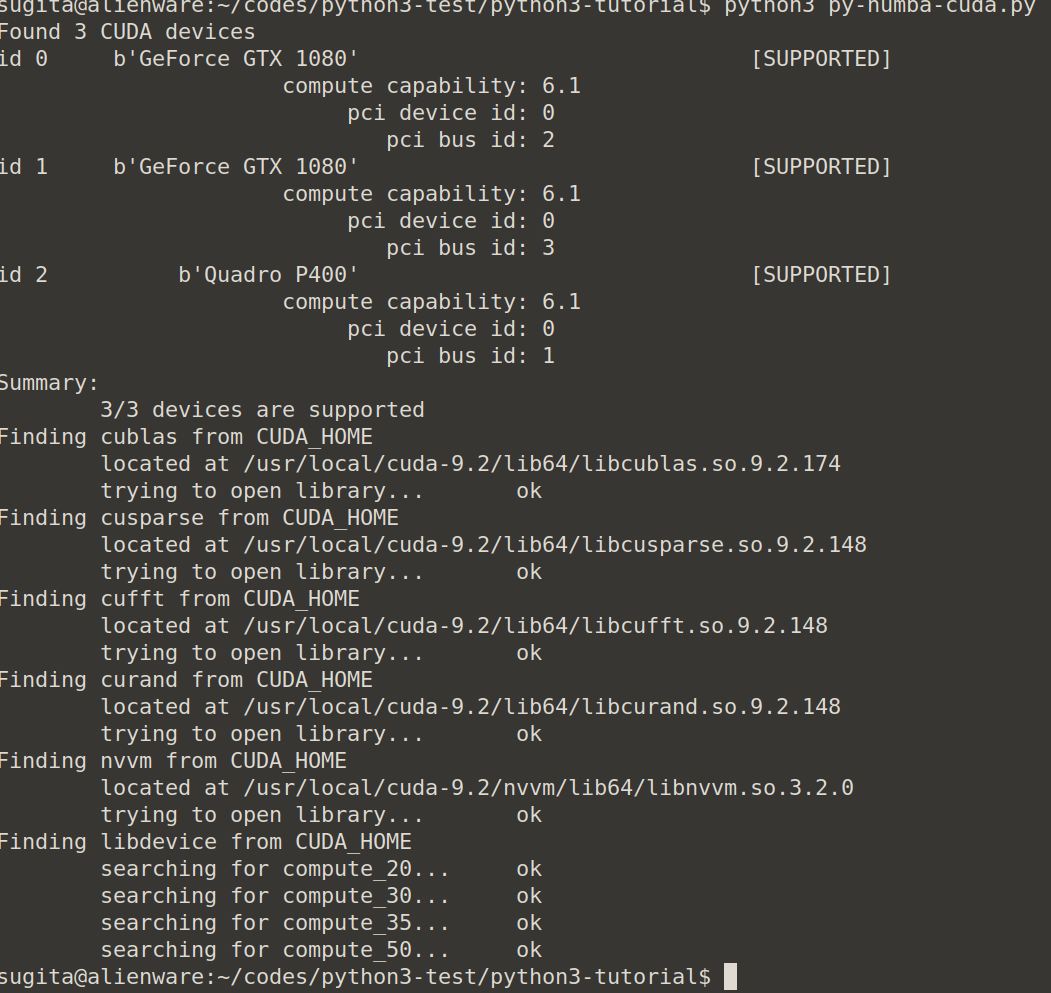 sugita@alienware:~/codes/python3-test/python3-tutorial$ python3 py-numba-cuda.py
Found 3 CUDA devices
id 0     b'GeForce GTX 1080'                              [SUPPORTED]
                      compute capability: 6.1
                           pci device id: 0
                              pci bus id: 2
id 1     b'GeForce GTX 1080'                              [SUPPORTED]
                      compute capability: 6.1
                           pci device id: 0
                              pci bus id: 3
id 2          b'Quadro P400'                              [SUPPORTED]
                      compute capability: 6.1
                           pci device id: 0
                              pci bus id: 1
Summary:
        3/3 devices are supported
Finding cublas from CUDA_HOME
        located at /usr/local/cuda-9.2/lib64/libcublas.so.9.2.174
        trying to open library...       ok
Finding cusparse from CUDA_HOME
        located at /usr/local/cuda-9.2/lib64/libcusparse.so.9.2.148
        trying to open library...       ok
Finding cufft from CUDA_HOME
        located at /usr/local/cuda-9.2/lib64/libcufft.so.9.2.148
        trying to open library...       ok
Finding curand from CUDA_HOME
        located at /usr/local/cuda-9.2/lib64/libcurand.so.9.2.148
        trying to open library...       ok
Finding nvvm from CUDA_HOME
        located at /usr/local/cuda-9.2/nvvm/lib64/libnvvm.so.3.2.0
        trying to open library...       ok
Finding libdevice from CUDA_HOME
        searching for compute_20...     ok
        searching for compute_30...     ok
        searching for compute_35...     ok
        searching for compute_50...     ok
sugita@alienware:~/codes/python3-test/python3-tutorial$